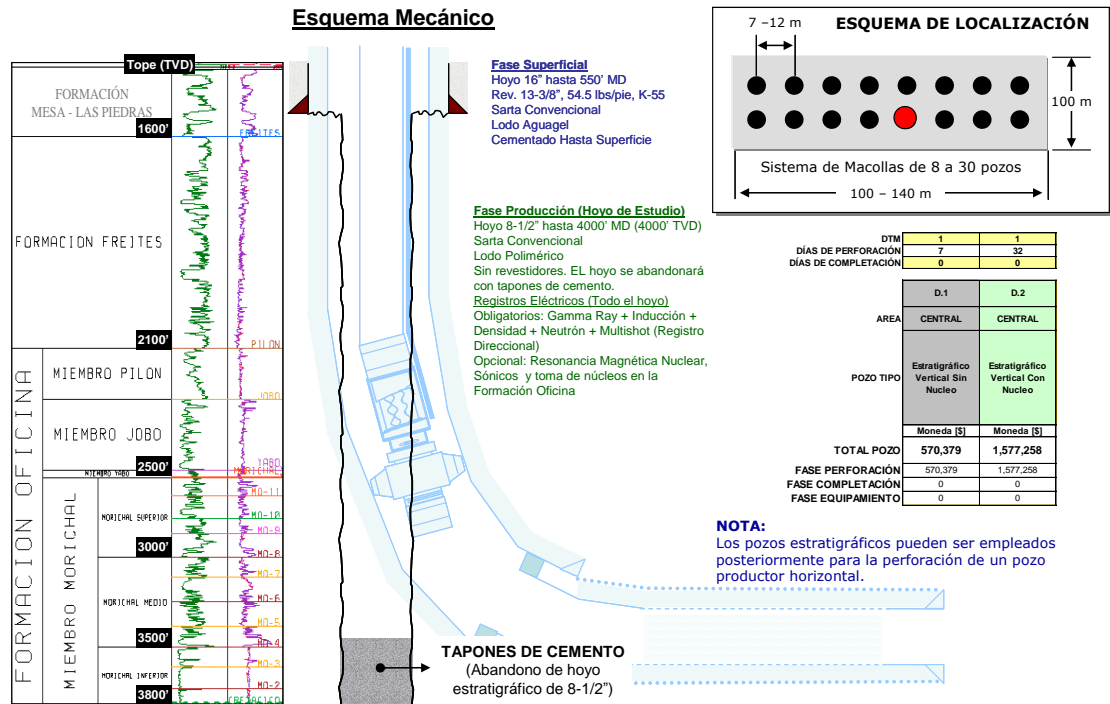 Esquema Mecánico
Tope (TVD)
FORMACIÓN
MESA - LAS PIEDRAS
1600'
FREITES
FORMACION FREITES
2100'
PILON
FORMACION OFICINA
MIEMBRO PILON
JOBO
MIEMBRO JOBO
YABO
2500'
MIEMBRO YABO
MORICHAL
MIEMBRO MORICHAL
MO-11
MORICHAL SUPERIOR
MO-10
MO-9
3000'
MO-8
MO-7
MORICHAL MEDIO
MO-6
MO-5
3500'
MO-4
MO-3
MORICHAL INFERIOR
MO-2
3800'
CRETACICO
Fase Superficial
Hoyo 16” hasta 550’ MD
Rev. 13-3/8”, 54.5 lbs/pie, K-55
Sarta Convencional
Lodo Aguagel
Cementado Hasta Superficie
Fase Producción (Hoyo de Estudio)
Hoyo 8-1/2” hasta 4000’ MD (4000’ TVD)
Sarta Convencional
Lodo Polimérico
Sin revestidores. EL hoyo se abandonará
con tapones de cemento.
Registros Eléctricos (Todo el hoyo)
Obligatorios: Gamma Ray + Inducción +
Densidad + Neutrón + Multishot (Registro
Direccional)
Opcional: Resonancia Magnética Nuclear,
Sónicos y toma de núcleos en la
Formación Oficina
TAPONES DE CEMENTO
(Abandono de hoyo
estratigráfico de 8-1/2”)
7 –12 m
ESQUEMA DE LOCALIZACIÓN
100 m
Sistema de Macollas de 8 a 30 pozos
100 – 140 m
DTM 1 1
DÍAS DE PERFORACIÓN 7 32
DÍAS DE COMPLETACIÓN 0 0
D.1 D.2
AREA CENTRAL CENTRAL
POZO TIPO
Estratigráfico Vertical Sin Nucleo
Estratigráfico Vertical Con Nucleo
Moneda [$] Moneda [$]
TOTAL POZO 570,379 1,577,258
FASE PERFORACIÓN 570,379 1,577,258
FASE COMPLETACIÓN 0 0
FASE EQUIPAMIENTO 0 0
NOTA:
Los pozos estratigráficos pueden ser empleados
posteriormente para la perforación de un pozo
productor horizontal.